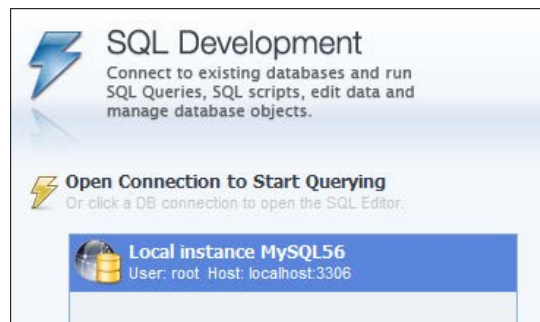 SQL Development
Connect to existing databases and run
SQL Queries, SQL scripts, edit data and
manage database objects.
Open Connection to Start Querying
Or click a DB connection to open the SQL Editor.
Local instance MySQL56
User: root Host: localhost:3306